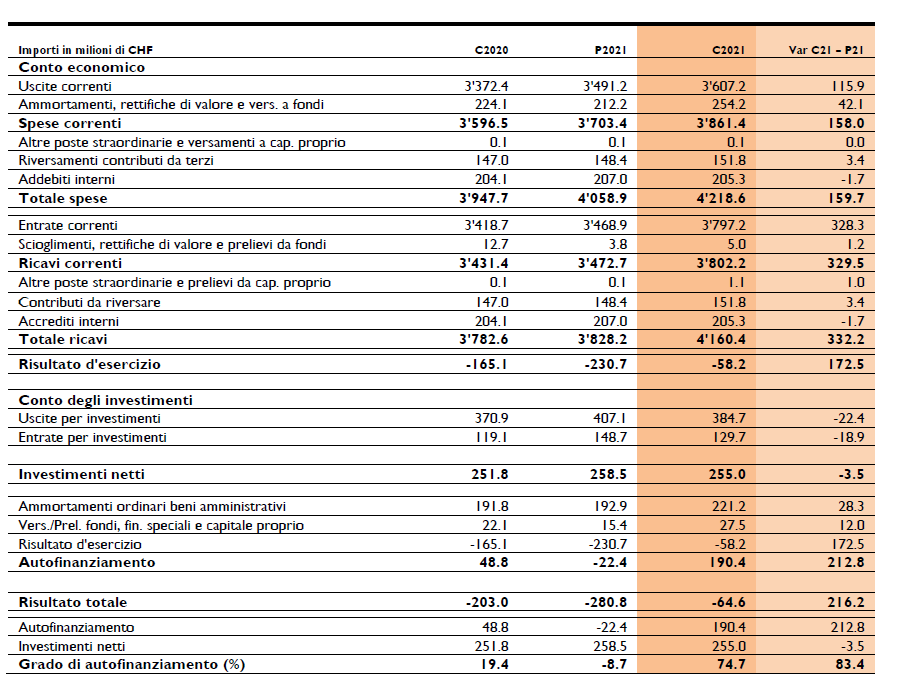 Importi in milioni di CHF C2020 P2021 C2021 Var C21 – P21
Conto economico
Uscite correnti 3'372.4 3'491.2 3'607.2 115.9
Ammortamenti, rettifiche di valore e vers. a fondi 224.1 212.2 254.2 42.1
Spese correnti 3'596.5 3'703.4 3'861.4 158.0
Altre poste straordinarie e versamenti a cap. proprio 0.1 0.1 0.1 0.0
Riversamenti contributi da terzi 147.0 148.4 151.8 3.4
Addebiti interni 204.1 207.0 205.3 -1.7
Totale spese 3'947.7 4'058.9 4'218.6 159.7
Entrate correnti 3'418.7 3'468.9 3'797.2 328.3
Scioglimenti, rettifiche di valore e prelievi da fondi 12.7 3.8 5.0 1.2
Ricavi correnti 3'431.4 3'472.7 3'802.2 329.5
Altre poste straordinarie e prelievi da cap. proprio 0.1 0.1 1.1 1.0
Contributi da riversare 147.0 148.4 151.8 3.4
Accrediti interni 204.1 207.0 205.3 -1.7
Totale ricavi 3'782.6 3'828.2 4'160.4 332.2
Risultato d'esercizio -165.1 -230.7 -58.2 172.5
Conto degli investimenti
Uscite per investimenti 370.9 407.1 384.7 -22.4
Entrate per investimenti 119.1 148.7 129.7 -18.9
Investimenti netti 251.8 258.5 255.0 -3.5
Ammortamenti ordinari beni amministrativi 191.8 192.9 221.2 28.3
Vers./Prel. fondi, fin. speciali e capitale proprio 22.1 15.4 27.5 12.0
Risultato d'esercizio -165.1 -230.7 -58.2 172.5
Autofinanziamento 48.8 -22.4 190.4 212.8
Risultato totale -203.0 -280.8 -64.6 216.2
Autofinanziamento 48.8 -22.4 190.4 212.8
Investimenti netti 251.8 258.5 255.0 -3.5
Grado di autofinanziamento (%) 19.4 -8.7 74.7 83.4